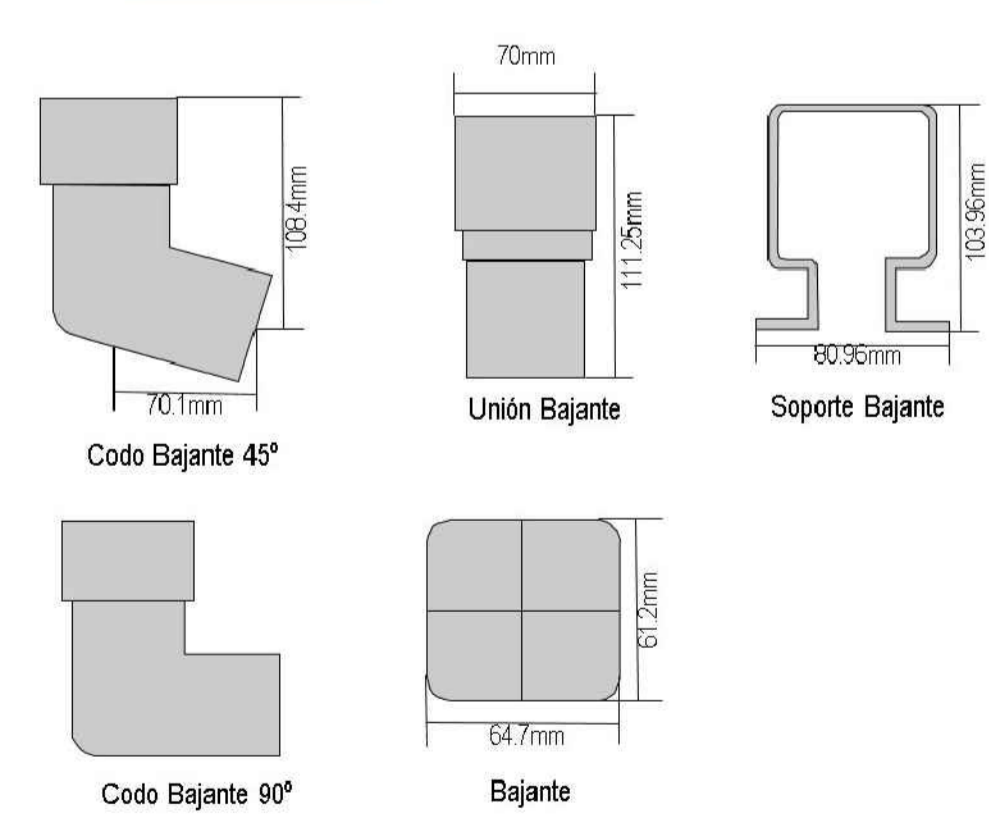 70mm
108.4mm
111.25mm
103.96mm
70.1mm
80.96mm
Unión Bajante
Soporte Bajante
Codo Bajante 45º
61.2mm
64.7mm
Codo Bajante 90º
Bajante